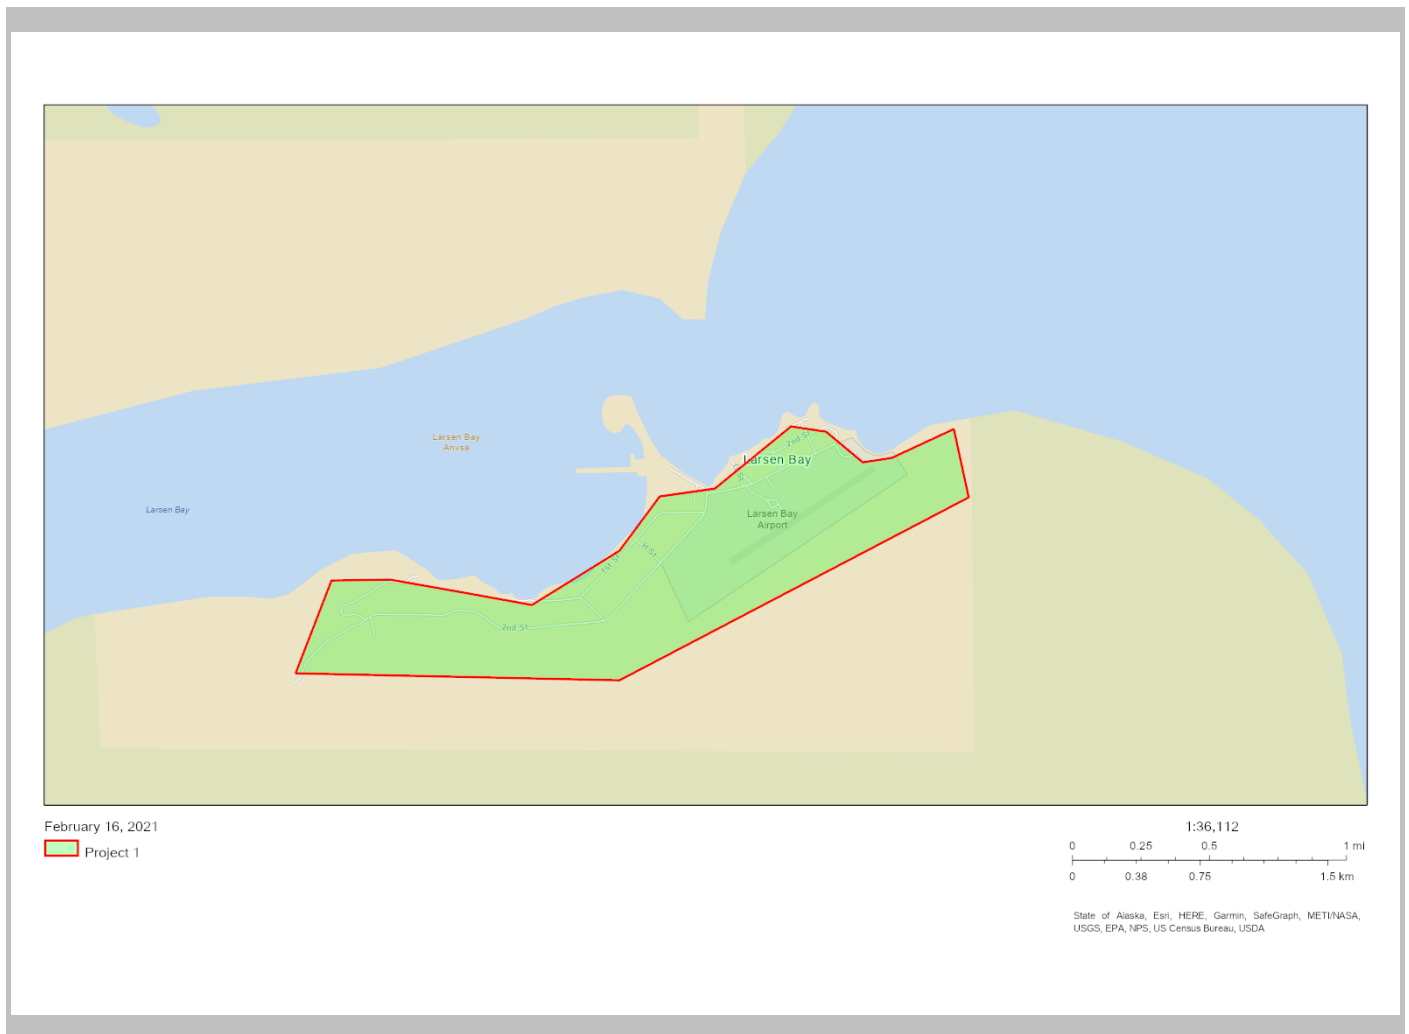 2nd St
Larsen Bay
Larsen Bay
Anvsa
C St
Larsen Bay
Larsen Bay
Airport
H St
1st St
2nd St
February 16, 2021
Project 1
1:36,112
0 0.25 0.5 1 mi
0 0.38 0.75 1.5 km
State of Alaska, Esri, HERE, Garmin, SafeGraph, METI/NASA,
USGS, EPA, NPS, US Census Bureau, USDA